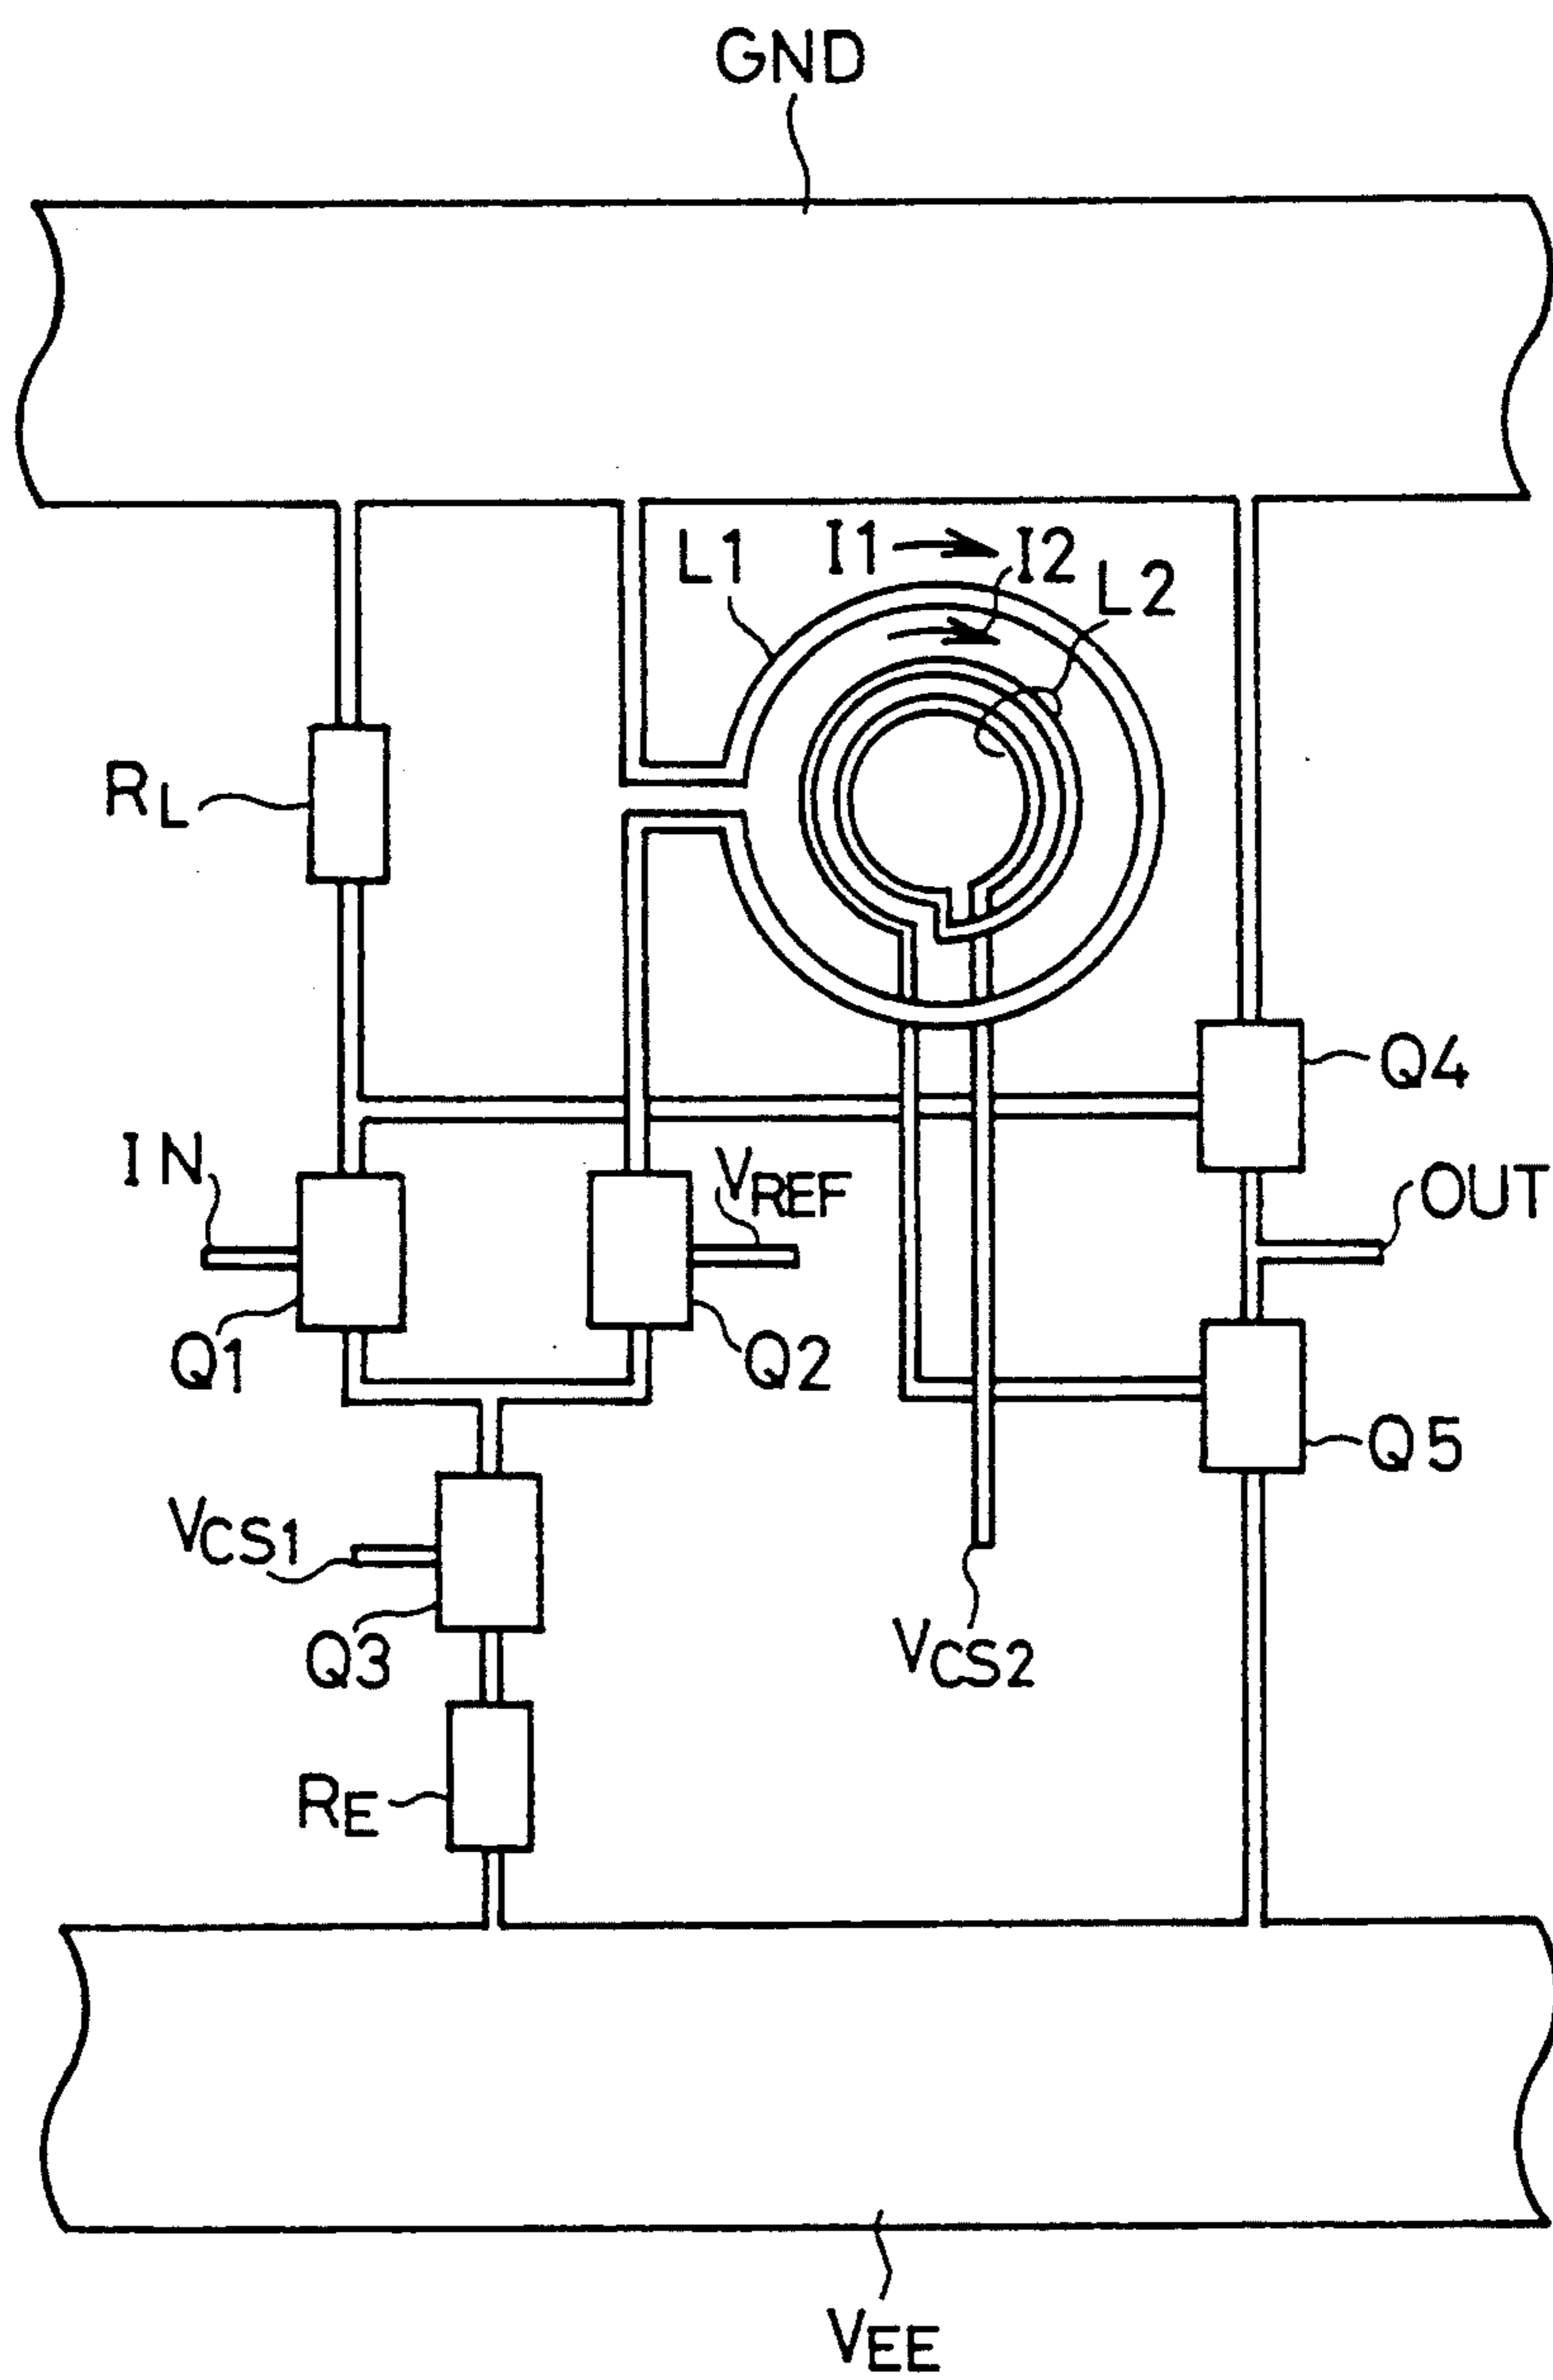 GND
L1
I1
I2
L2
RL
Q4
IN
VREF
OUT
Q1
Q2
Q5
VCS1
Q3
VCS2
RE
VEE